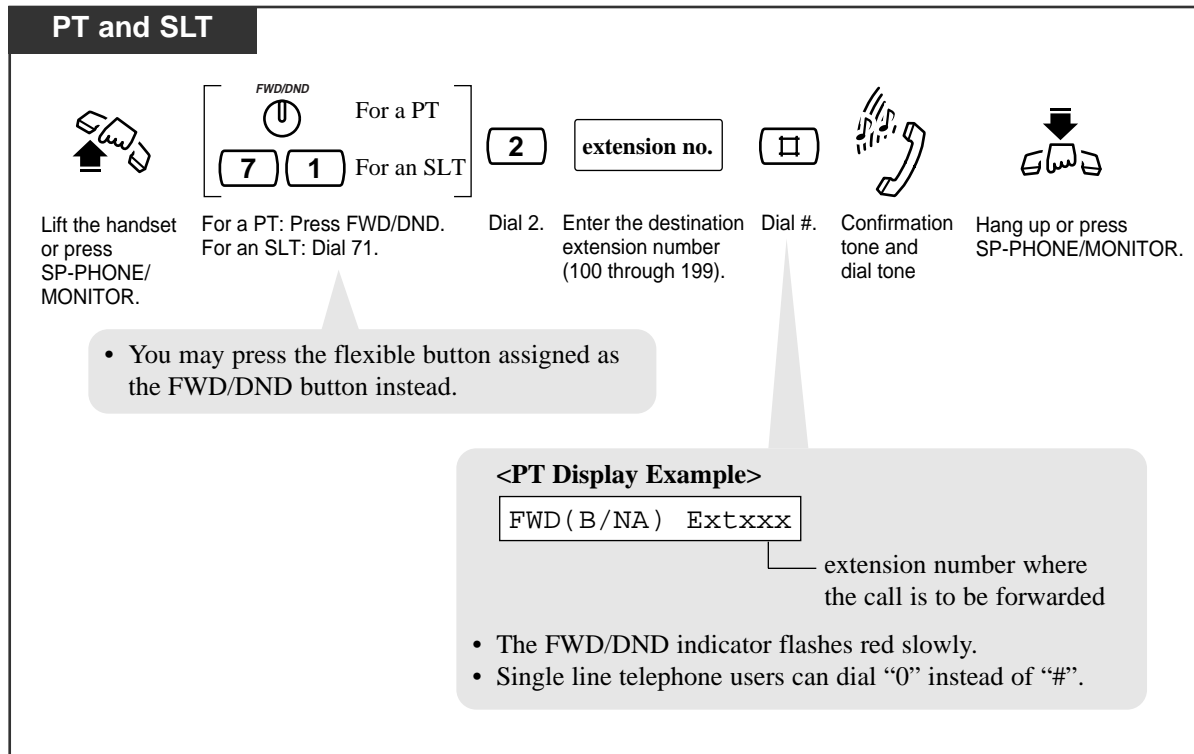 PT and SLT
FWD/DND
For a PT
7 1 For an SLT
2
extension no.
#
Lift the handset
or press
SP-PHONE/
MONITOR.
For a PT: Press FWD/DND.
For an SLT: Dial 71.
Dial 2.
Enter the destination
extension number
(100 through 199).
Dial #.
Confirmation
tone and
dial tone
Hang up or press
SP-PHONE/MONITOR.
• You may press the flexible button assigned as
the FWD/DND button instead.
<PT Display Example>
FWD(B/NA) Extxxx
extension number where
the call is to be forwarded
• The FWD/DND indicator flashes red slowly.
• Single line telephone users can dial “0” instead of “#”.